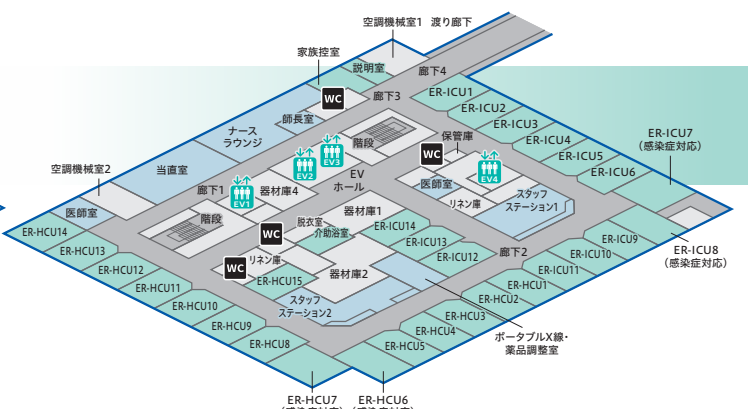 空調機械室1
渡り廊下
家族控室
説明室
廊下4
WC
廊下3
師長室
ナース
ラウンジ
当直室
空調機械室2
医師室
廊下1
階段
EV1
器材庫4
EV2
EV3
階段
EV
ホール
WC
保管庫
EV4
医師室
リネン庫
スタッフ
ステーション1
ER-ICU1
ER-ICU2
ER-ICU3
ER-ICU4
ER-ICU5
ER-ICU6
ER-ICU7
(感染症対応)
ER-ICU8
(感染症対応)
ER-ICU9
ER-ICU10
ER-ICU11
廊下2
器材庫1
脱衣室
介助浴室
ER-ICU14
ER-ICU13
ER-ICU12
WC
WC
リネン庫
ER-HCU15
器材庫2
スタッフ
ステーション2
ポータブルX線・
薬品調整室
ER-HCU1
ER-HCU2
ER-HCU3
ER-HCU4
ER-HCU5
ER-HCU14
ER-HCU13
ER-HCU12
ER-HCU11
ER-HCU10
ER-HCU9
ER-HCU8
ER-HCU7
ER-HCU6